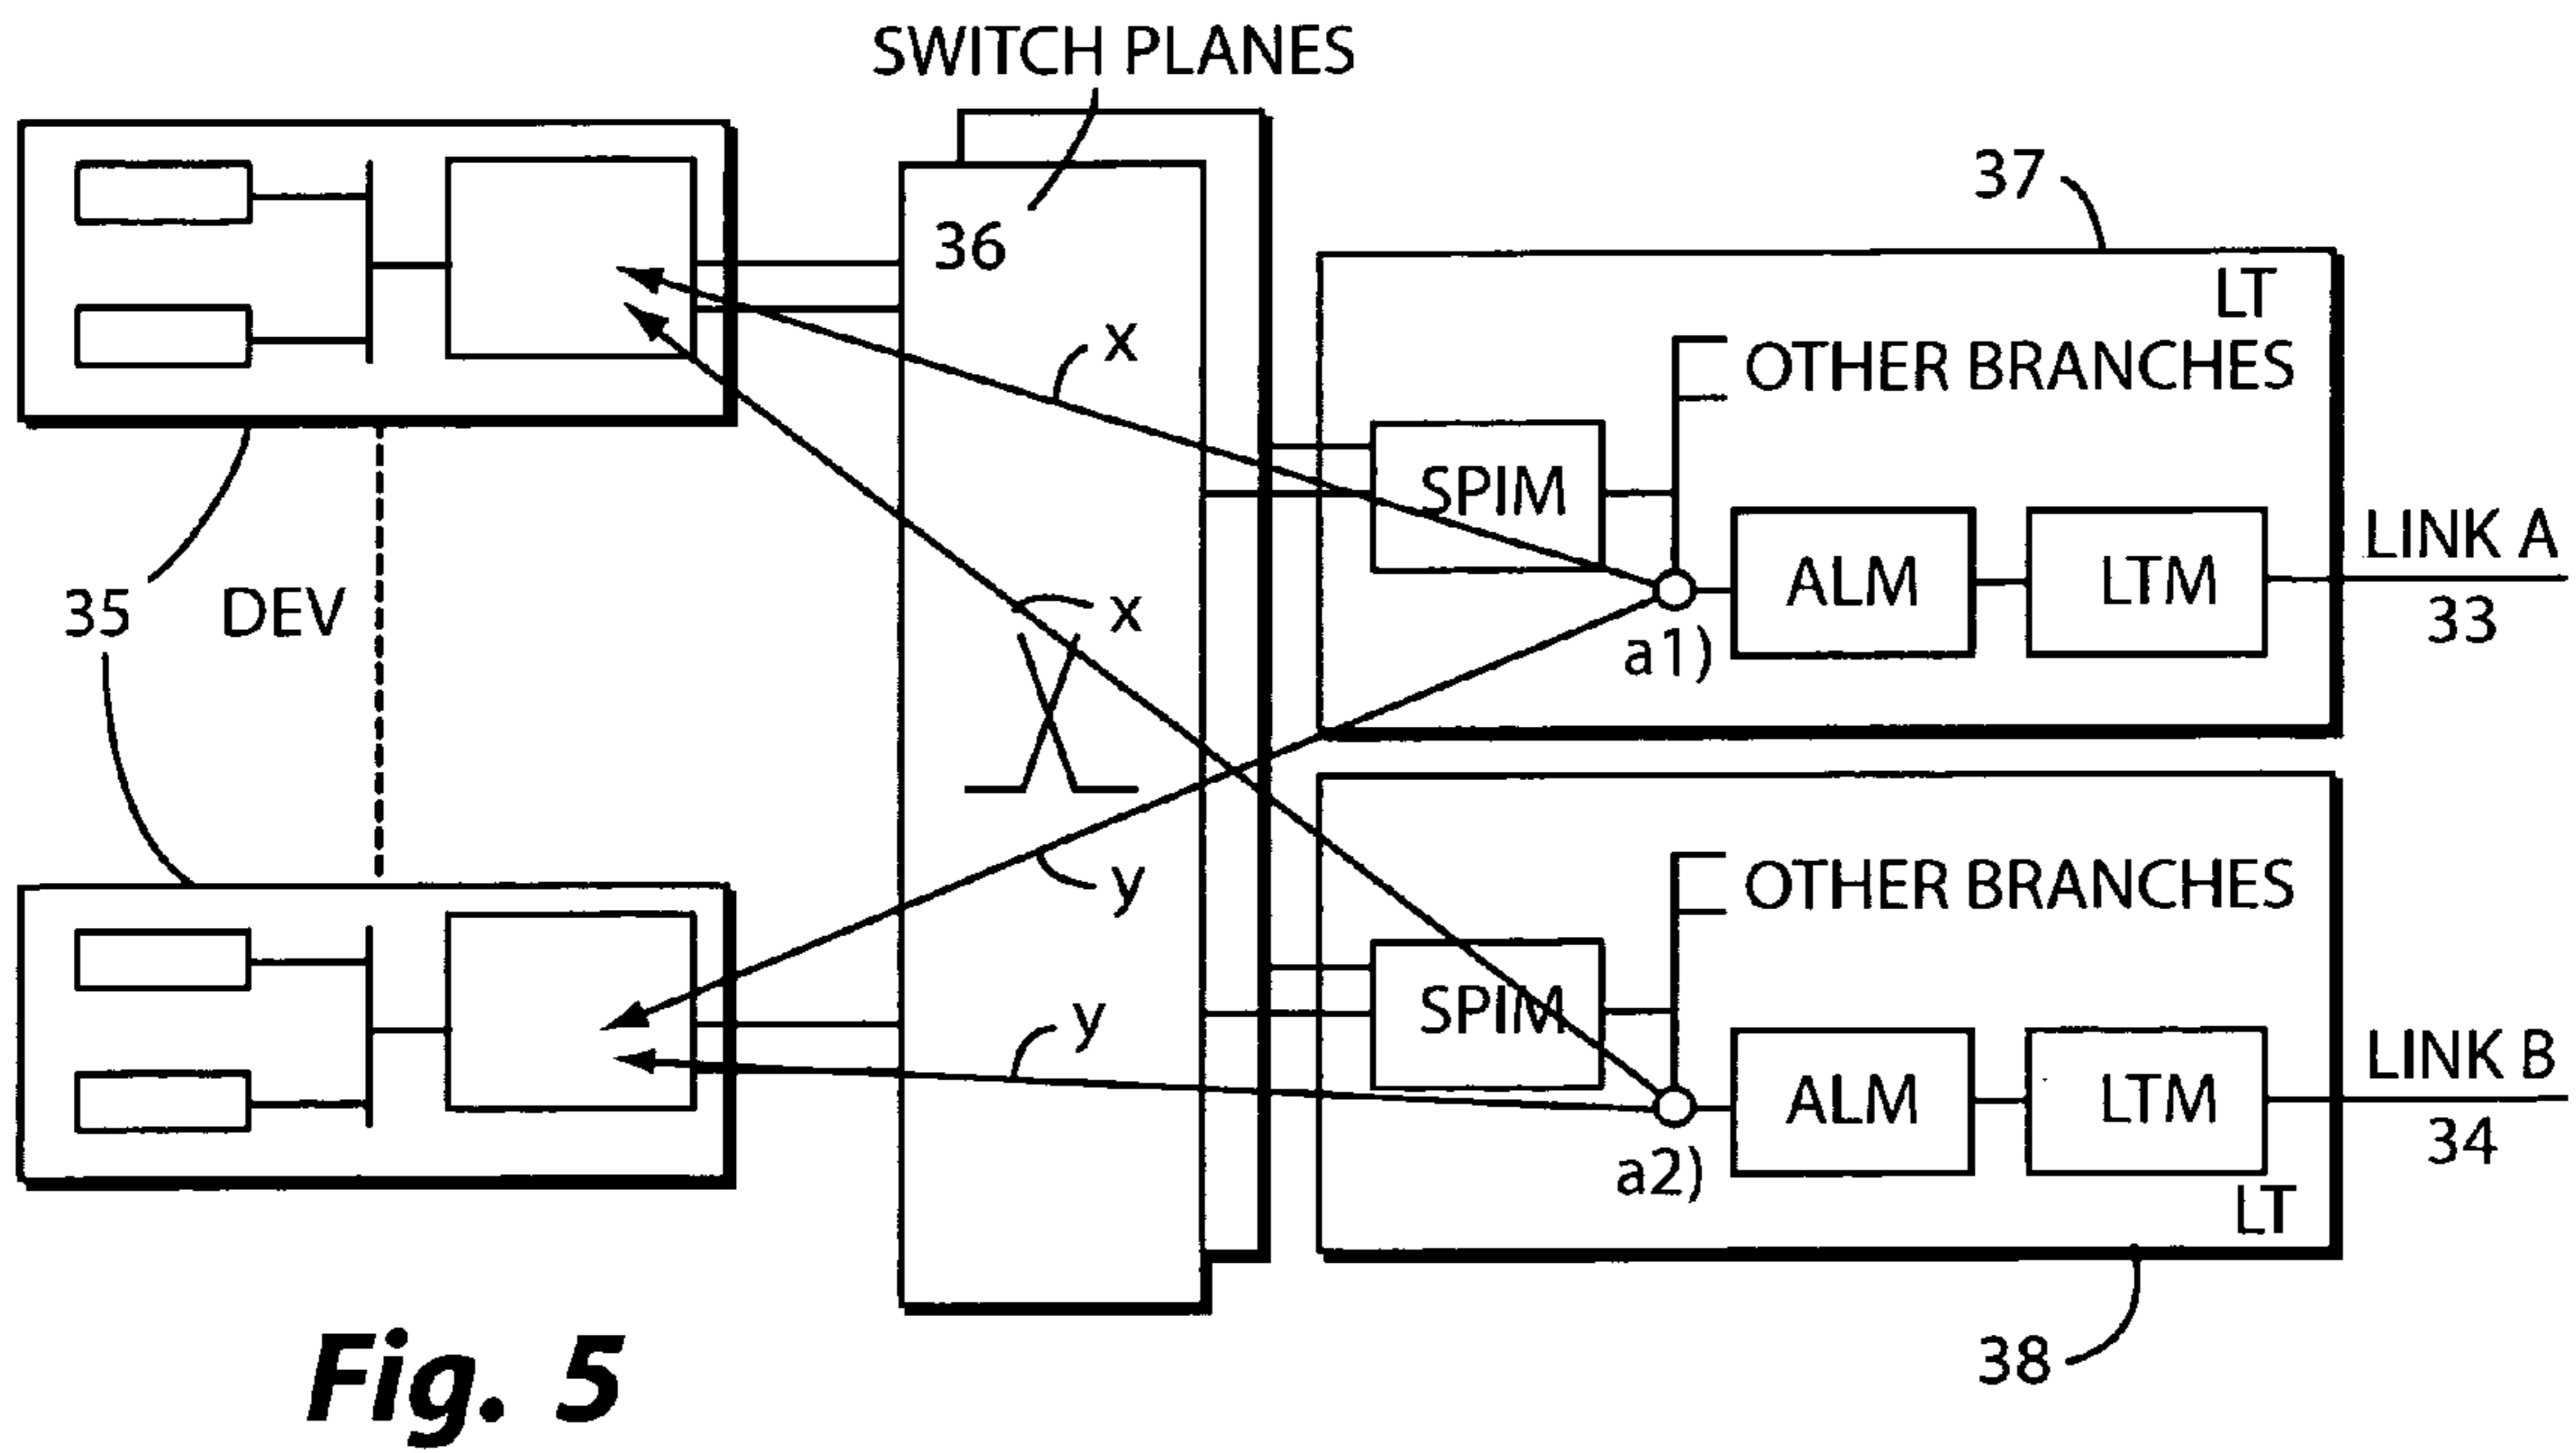 SWITCH PLANES
36
37
LT
OTHER BRANCHES
x
SPIM
ALM
LTM
LINK A
33
a1)
35
DEV
x
y
OTHER BRANCHES
y
SPIM
ALM
LTM
LINK B
34
a2)
LT
38
Fig. 5